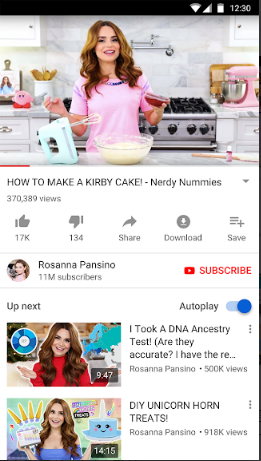 12:30
HOW TO MAKE A KIRBY CAKE! - Nerdy Nummies
370,389 views
17K
134
Share
Download
Save
Rosanna Pansino
11M subscribers
SUBSCRIBE
Up next
Autoplay
9:47
I Took A DNA Ancestry
Test! (Are they
accurate? I have the re...
Rosanna Pansino • 500K views
TREATS
14:15
DIY UNICORN HORN
TREATS!
Rosanna Pansino • 918K views